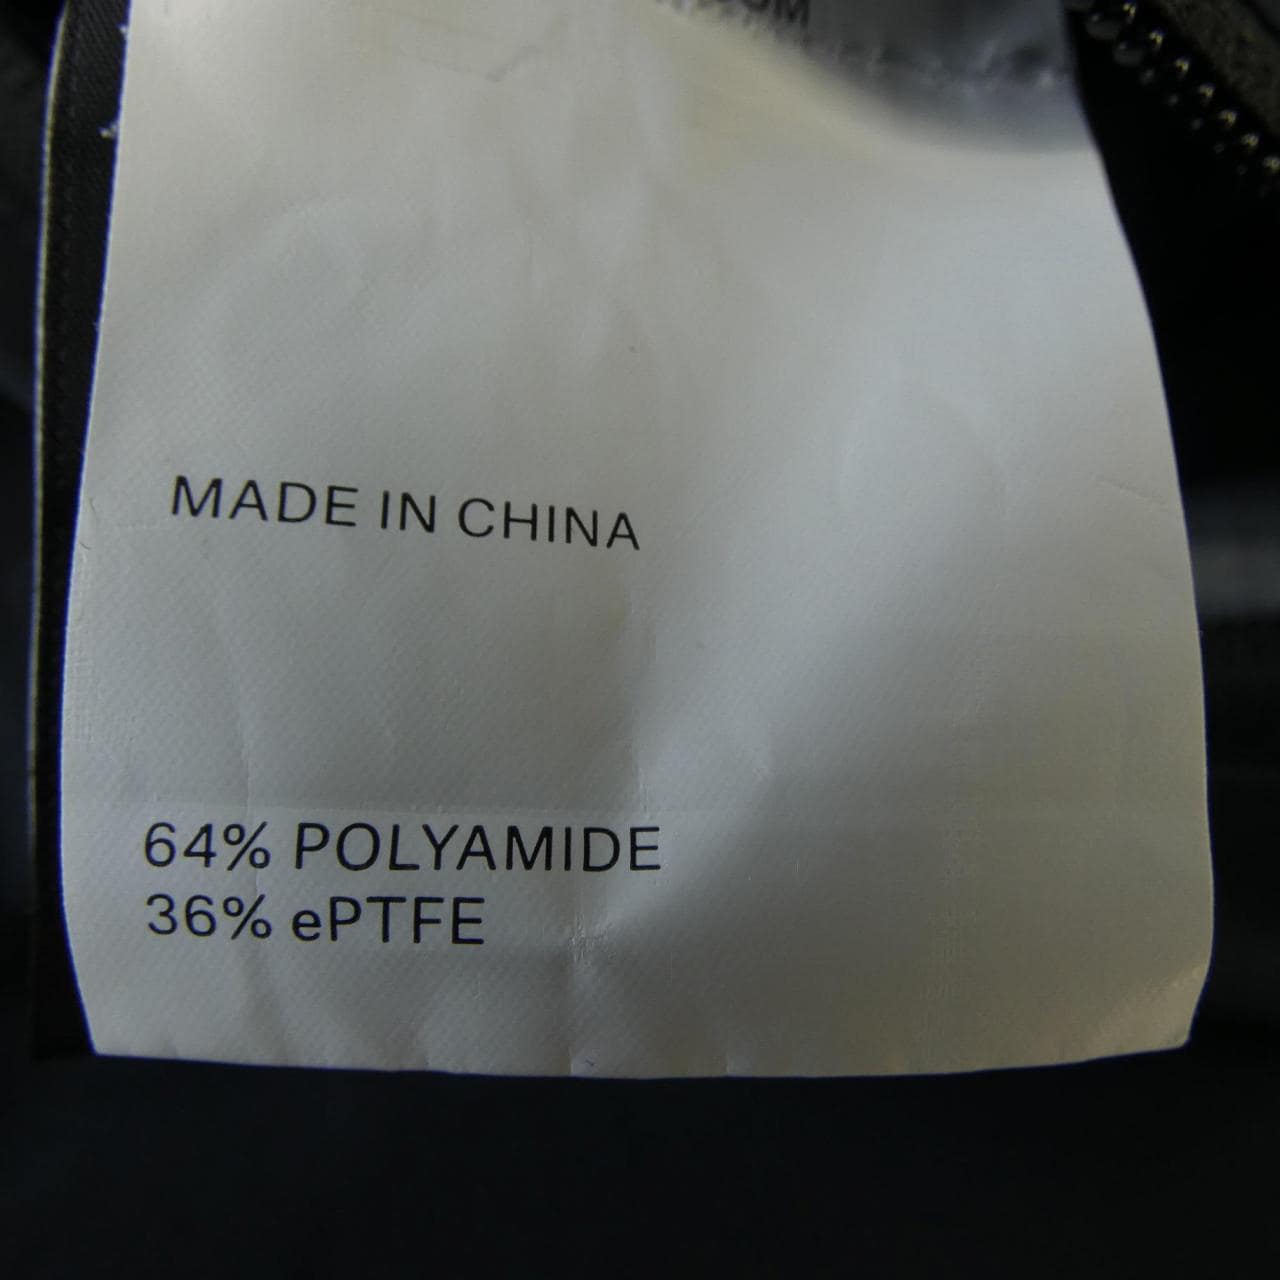 MADE IN CHINA
64% POLYAMIDE
36% ePTFE